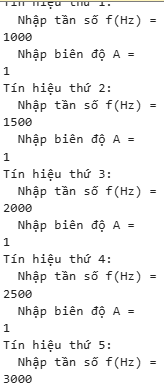 Tín hiệu thứ 1:
Nhập tần số f(Hz) =
1000
Nhập biên độ A =
1
Tín hiệu thứ 2:
Nhập tần số f(Hz) =
1500
Nhập biên độ A =
1
Tín hiệu thứ 3:
Nhập tần số f(Hz) =
2000
Nhập biên độ A =
1
Tín hiệu thứ 4:
Nhập tần số f(Hz) =
2500
Nhập biên độ A =
1
Tín hiệu thứ 5:
Nhập tần số f(Hz) =
3000